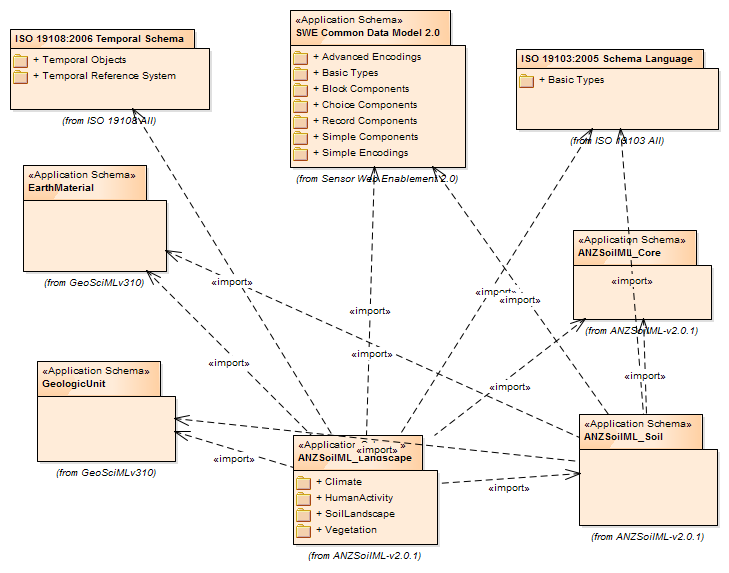 ISO 19108:2006 Temporal Schema
+ Temporal Objects
+ Temporal Reference System
(from ISO 19108 All)
«Application Schema»
SWE Common Data Model 2.0
+ Advanced Encodings
+ Basic Types
+ Block Components
+ Choice Components
+ Record Components
+ Simple Components
+ Simple Encodings
(from Sensor Web Enablement 2.0)
ISO 19103:2005 Schema Language
+ Basic Types
(from ISO 19103 All)
«Application Schema»
EarthMaterial
(from GeoSciMLv310)
«Application Schema»
ANZSoilML_Core
(from ANZSoilML-v2.0.1)
«import»
«import»
«import»
«import»
«import»
«import»
«import»
«import»
«import»
«import»
«Application Schema»
GeologicUnit
(from GeoSciMLv310)
«import»
«Application
ANZSoilML_Landscape
«import»
+ Climate
+ HumanActivity
+ SoilLandscape
+ Vegetation
(from ANZSoilML-v2.0.1)
«import»
«Application Schema»
ANZSoilML_Soil
(from ANZSoilML-v2.0.1)